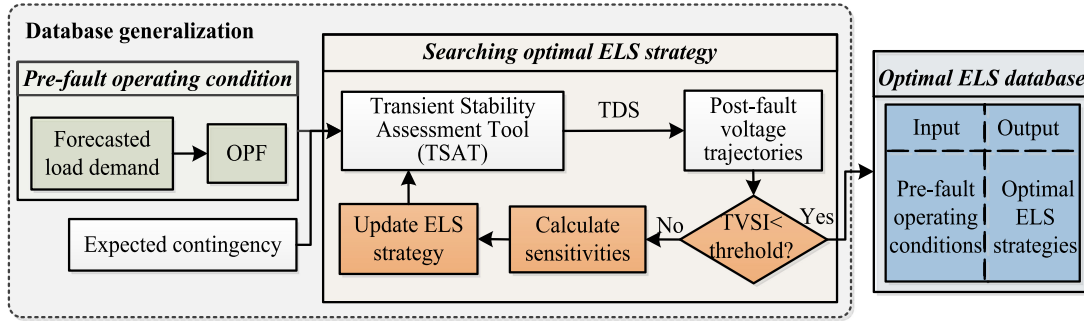 Database generalization
Pre-fault operating condition
Forecasted
load demand
OPF
Expected contingency
Searching optimal ELS strategy
Transient Stability
Assessment Tool
(TSAT)
TDS
Post-fault
voltage
trajectories
TVSI<
threhold?
No
Yes
Calculate
sensitivities
Update ELS
strategy
Optimal ELS database
Input
Output
Pre-fault
operating
conditions
Optimal
ELS
strategies